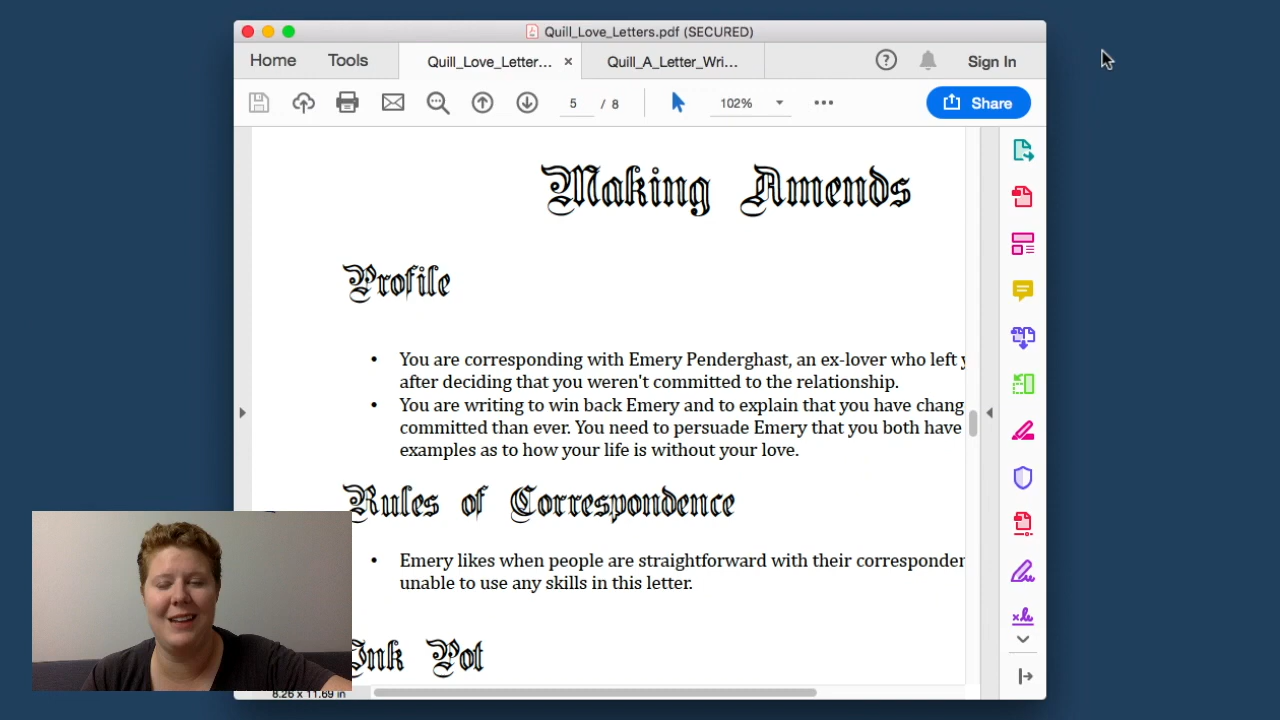 Quill_Love_Letters.pdf (SECURED)
Home Tools Quill_Love_Letter... × Quill_A_Letter_Wri... Sign In
5 / 8 102% Share
Making Amends
Profile
• You are corresponding with Emery Penderghast, an ex-lover who left
after deciding that you weren't committed to the relationship.
• You are writing to win back Emery and to explain that you have chang
committed than ever. You need to persuade Emery that you both have
examples as to how your life is without your love.
Rules of Correspondence
• Emery likes when people are straightforward with their corresponden
unable to use any skills in this letter.
Ink Pot
8.26 x 11.69 in